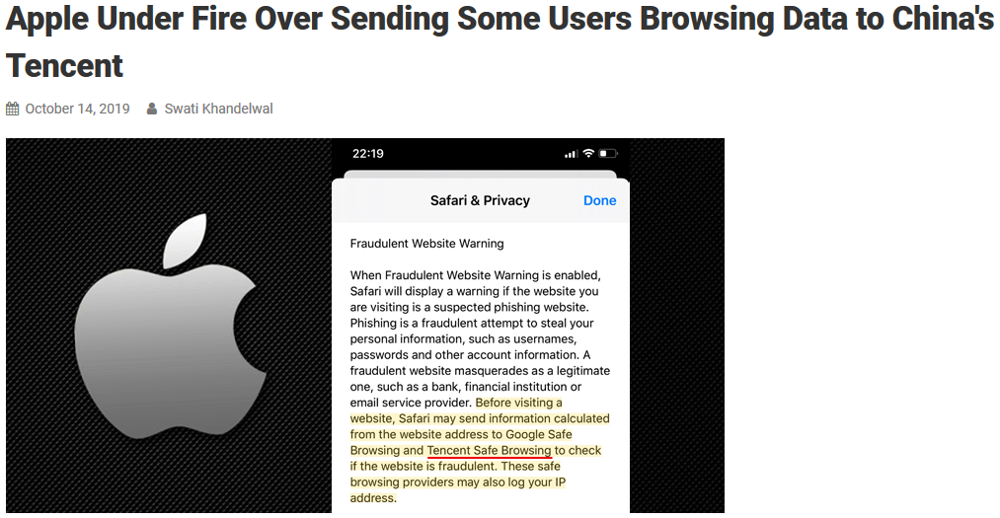 Apple Under Fire Over Sending Some Users Browsing Data to China's
Tencent
October 14, 2019 Swati Khandelwal
22:19
Safari & Privacy Done
Fraudulent Website Warning
When Fraudulent Website Warning is enabled,
Safari will display a warning if the website you
are visiting is a suspected phishing website.
Phishing is a fraudulent attempt to steal your
personal information, such as usernames,
passwords and other account information. A
fraudulent website masquerades as a legitimate
one, such as a bank, financial institution or
email service provider. Before visiting a
website, Safari may send information calculated
from the website address to Google Safe
Browsing and Tencent Safe Browsing to check
if the website is fraudulent. These safe
browsing providers may also log your IP
address.